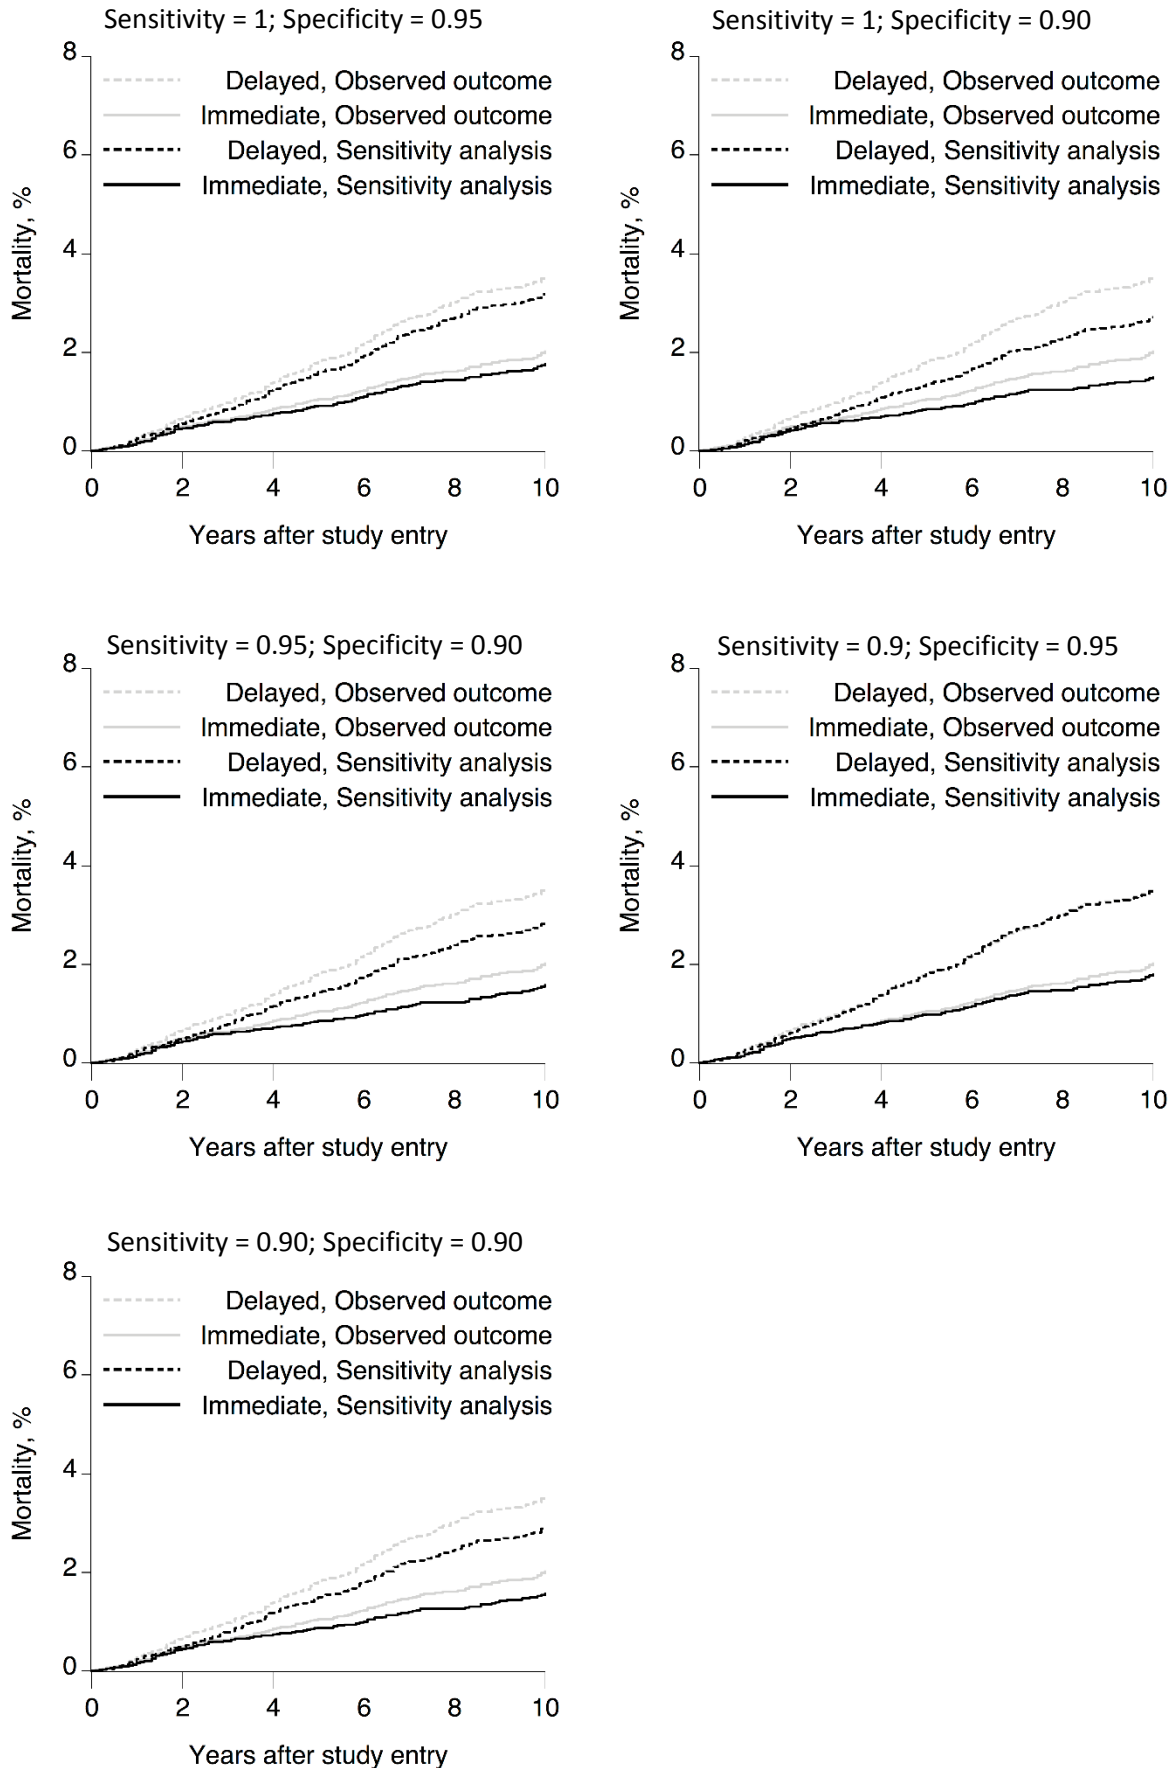 Sensitivity = 1; Specificity = 0.95
8
Delayed, Observed outcome
Immediate, Observed outcome
6
Delayed, Sensitivity analysis
Immediate, Sensitivity analysis
4
2
0
Mortality, %
0 2 4 6 8 10
Years after study entry
Sensitivity = 1; Specificity = 0.90
8
Delayed, Observed outcome
Immediate, Observed outcome
6
Delayed, Sensitivity analysis
Immediate, Sensitivity analysis
4
2
0
Mortality, %
0 2 4 6 8 10
Years after study entry
Sensitivity = 0.95; Specificity = 0.90
8
Delayed, Observed outcome
Immediate, Observed outcome
6
Delayed, Sensitivity analysis
Immediate, Sensitivity analysis
4
2
0
Mortality, %
0 2 4 6 8 10
Years after study entry
Sensitivity = 0.9; Specificity = 0.95
8
Delayed, Observed outcome
Immediate, Observed outcome
6
Delayed, Sensitivity analysis
Immediate, Sensitivity analysis
4
2
0
Mortality, %
0 2 4 6 8 10
Years after study entry
Sensitivity = 0.90; Specificity = 0.90
8
Delayed, Observed outcome
Immediate, Observed outcome
6
Delayed, Sensitivity analysis
Immediate, Sensitivity analysis
4
2
0
Mortality, %
0 2 4 6 8 10
Years after study entry